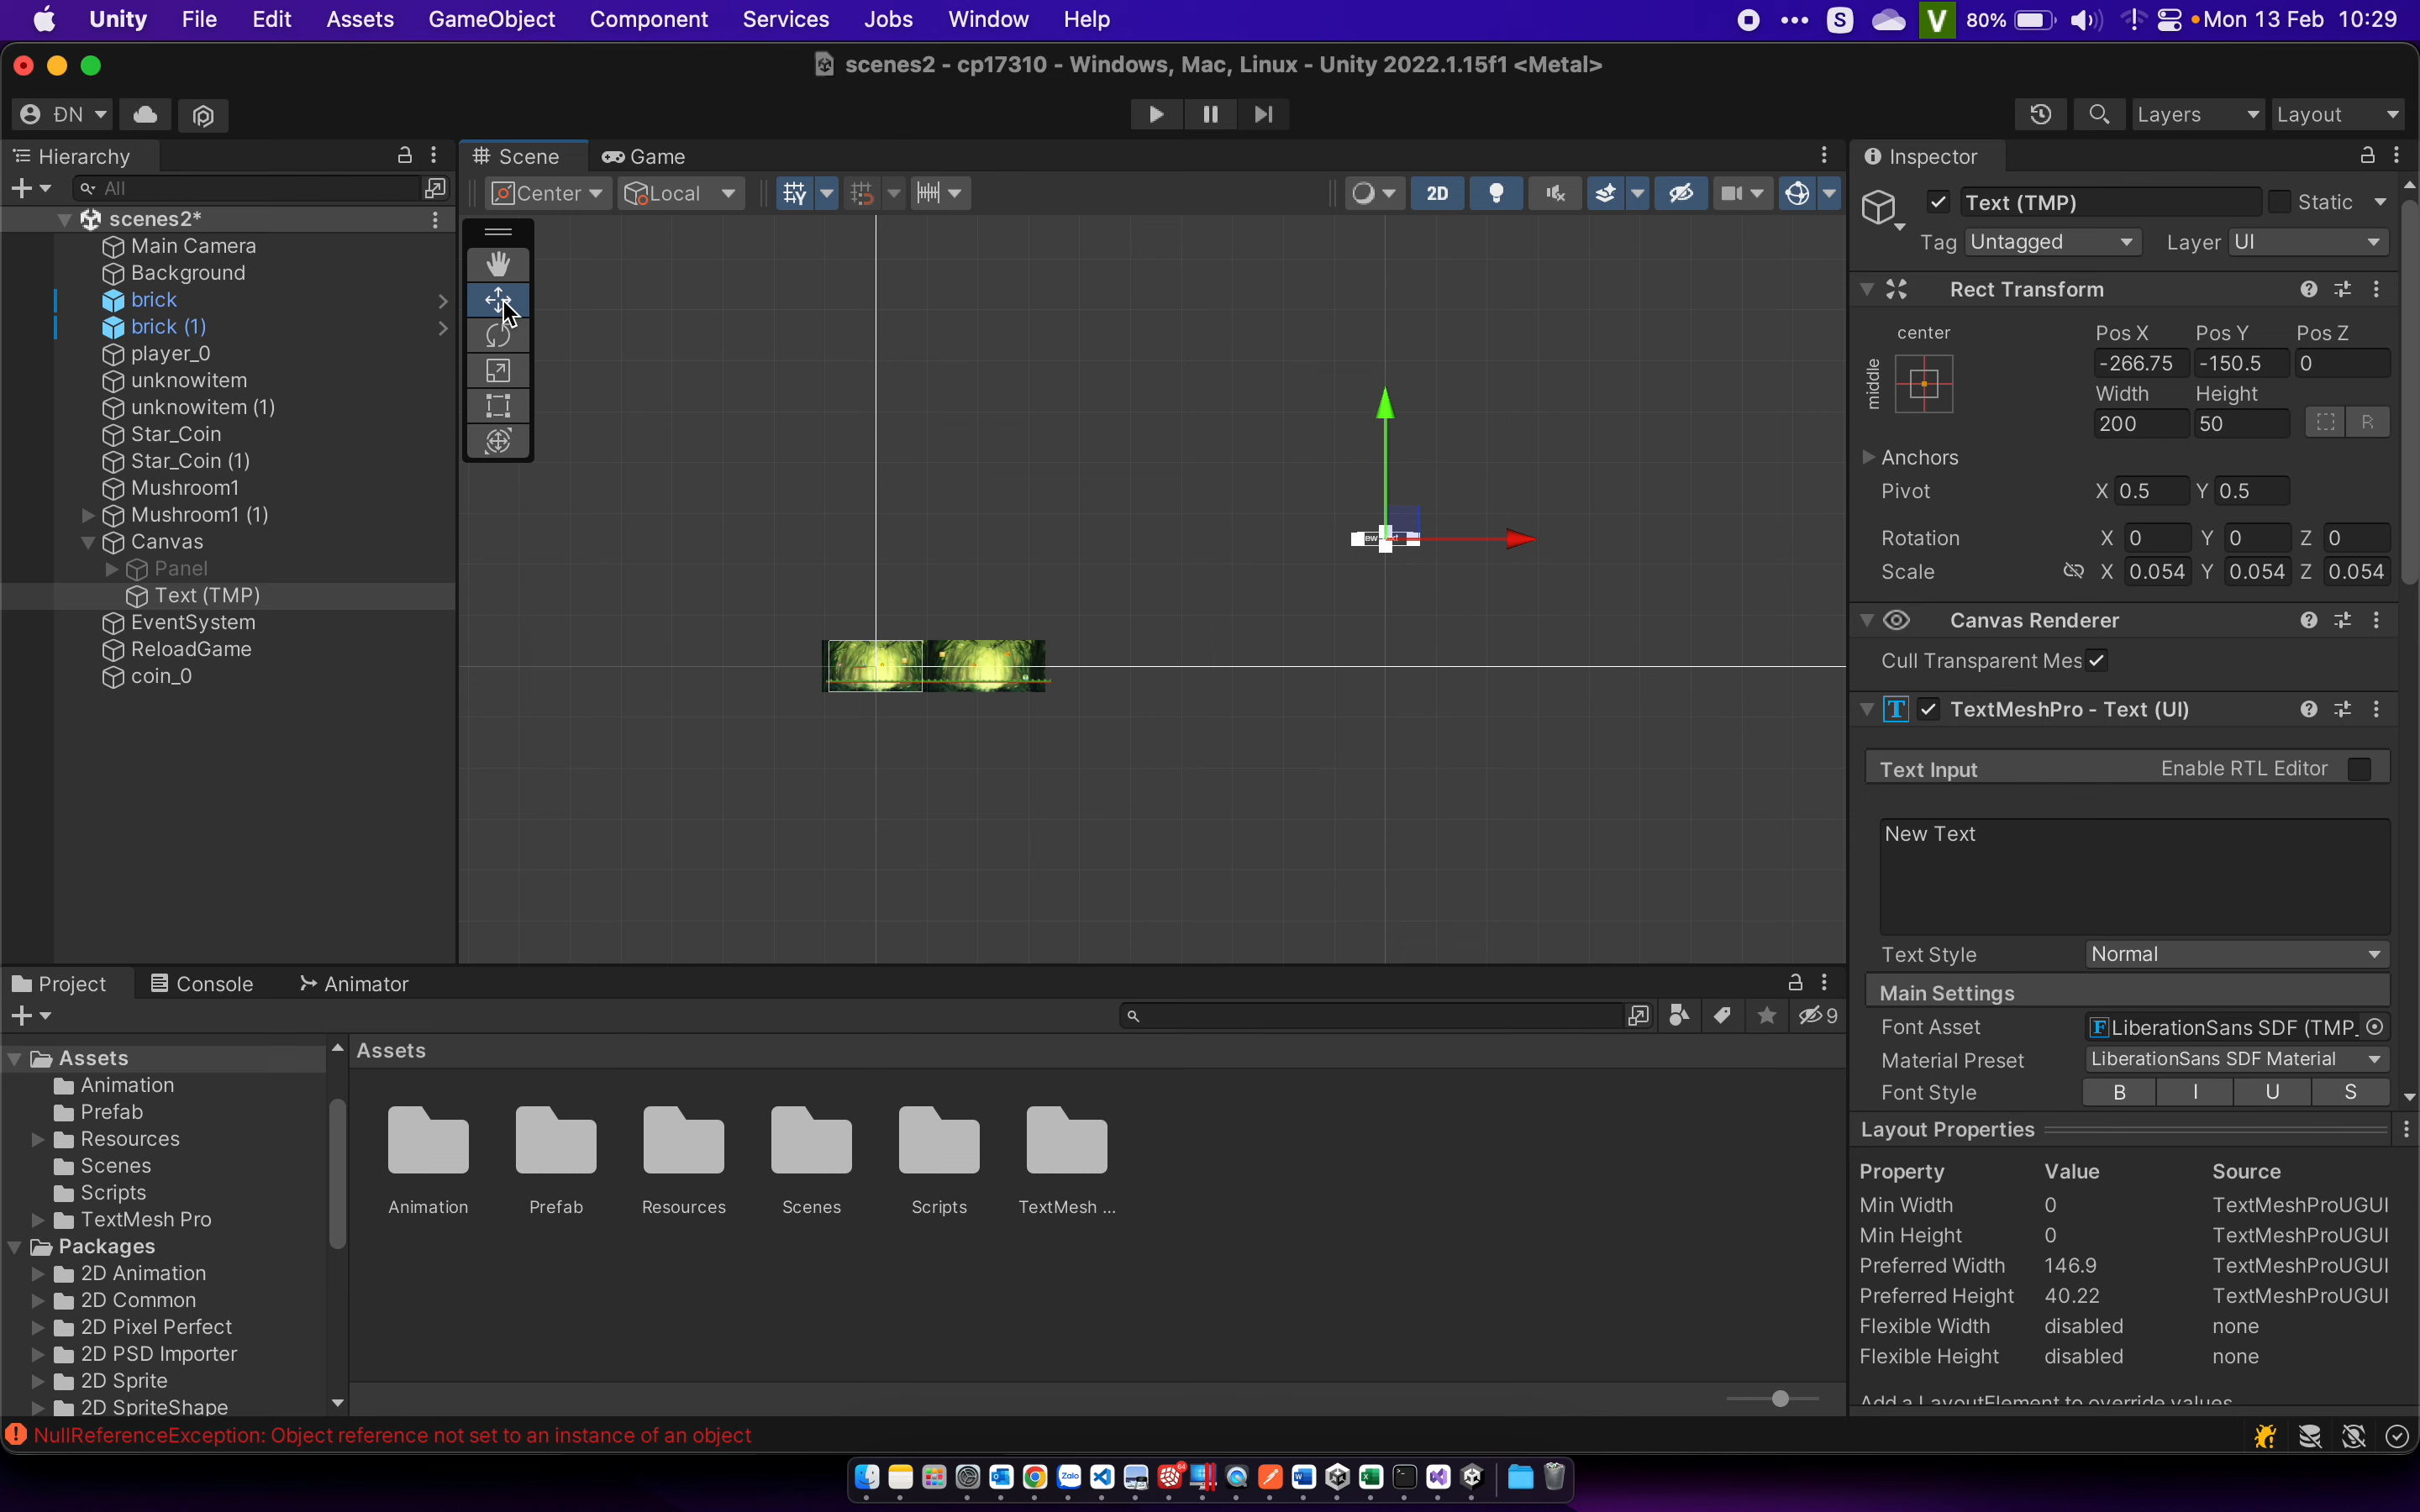 Unity File Edit Assets GameObject Component Services Jobs Window Help
80% Mon 13 Feb 10:29
scenes2 - cp17310 - Windows, Mac, Linux - Unity 2022.1.15f1 <Metal>
ĐN
Layers Layout
Hierarchy
All
scenes2*
Main Camera
Background
brick
brick (1)
player_0
unknowitem
unknowitem (1)
Star_Coin
Star_Coin (1)
Mushroom1
Mushroom1 (1)
Canvas
Panel
Text (TMP)
EventSystem
ReloadGame
coin_0
Scene Game
Center Local 2D
Inspector
Text (TMP) Static
Tag Untagged Layer UI
Rect Transform
center
middle
Pos X Pos Y Pos Z
-266.75 -150.5 0
Width Height
200 50 R
Anchors
Pivot X 0.5 Y 0.5
Rotation X 0 Y 0 Z 0
Scale X 0.054 Y 0.054 Z 0.054
Canvas Renderer
Cull Transparent Mes
TextMeshPro - Text (UI)
Text Input Enable RTL Editor
New Text
Text Style Normal
Main Settings
Font Asset LiberationSans SDF (TMP_
Material Preset LiberationSans SDF Material
Font Style B I U S
Layout Properties
Property Value Source
Min Width 0 TextMeshProUGUI
Min Height 0 TextMeshProUGUI
Preferred Width 146.9 TextMeshProUGUI
Preferred Height 40.22 TextMeshProUGUI
Flexible Width disabled none
Flexible Height disabled none
Add a LayoutElement to override values
Project Console Animator
9
Assets
Animation
Prefab
Resources
Scenes
Scripts
TextMesh Pro
Packages
2D Animation
2D Common
2D Pixel Perfect
2D PSD Importer
2D Sprite
2D SpriteShape
Assets
Animation Prefab Resources Scenes Scripts TextMesh ...
NullReferenceException: Object reference not set to an instance of an object
Zalo